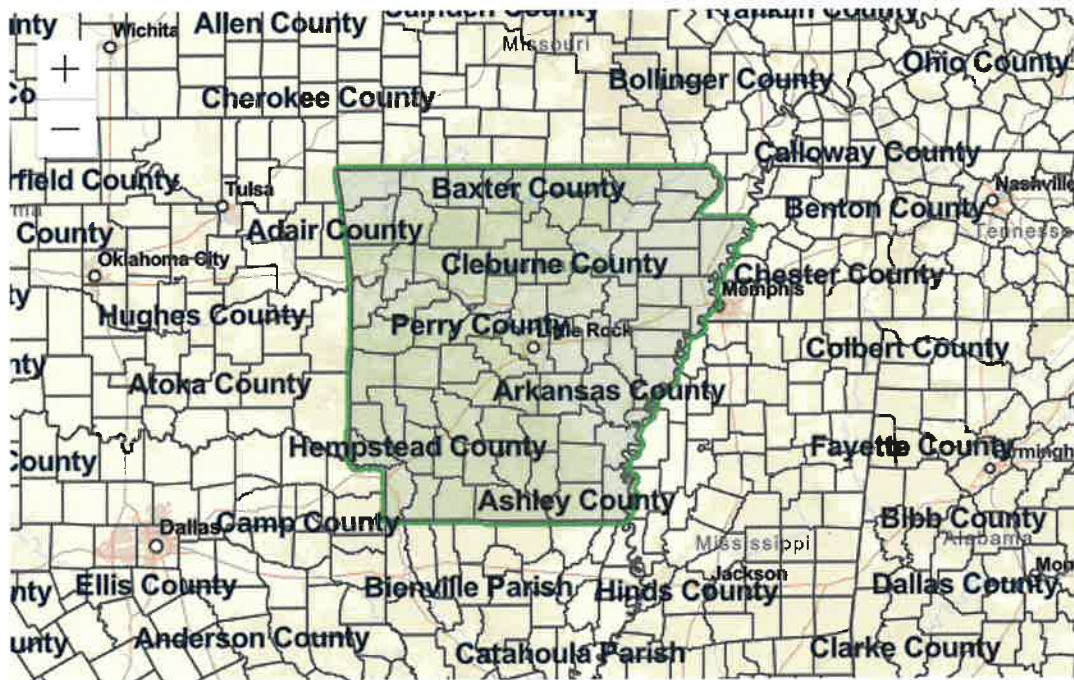 Allen County
Wichita
Missouri
+
Bollinger County
Ohio County
Cherokee County
−
Calloway County
Baxter County
Tulsa
Nashville
Benton County
Adair County
County
Oklahoma City
Cleburne County
Chester County
Memphis
Hughes County
Perry County
Rock
Colbert County
Atoka County
Arkansas County
Hempstead County
Fayette County
County
Ashley County
Camp County
Dallas
Bibb County
Mississippi
Alabama
Jackson
Ellis County
Bienville Parish
Hinds County
Dallas County
Anderson County
Catahoula Parish
Clarke County